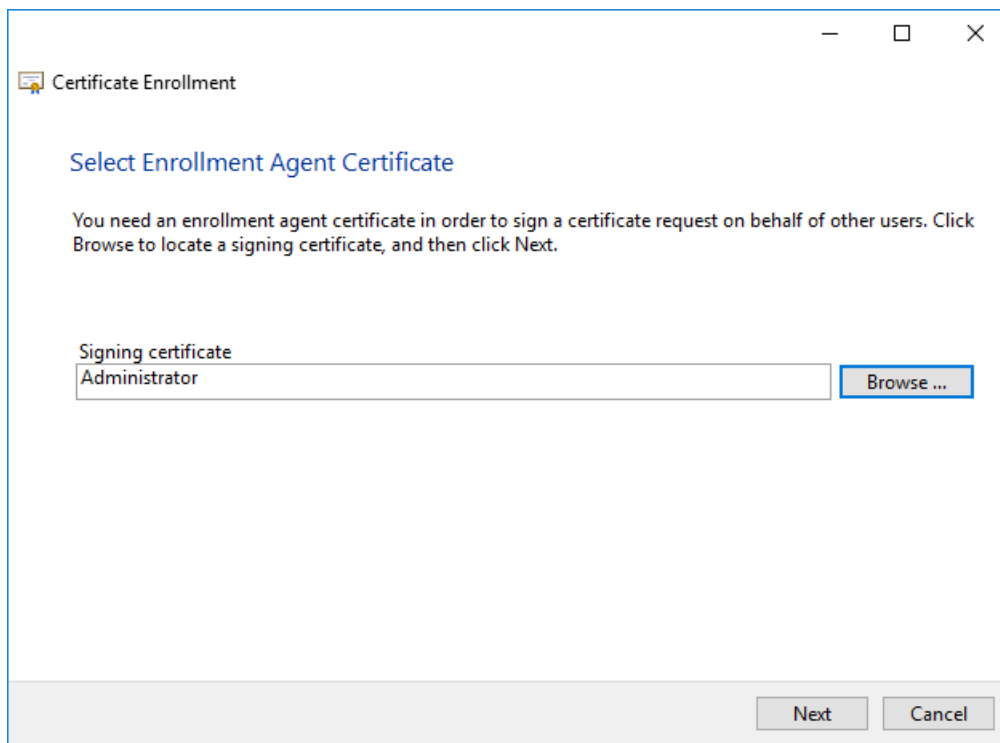 Certificate Enrollment
Select Enrollment Agent Certificate
You need an enrollment agent certificate in order to sign a certificate request on behalf of other users. Click
Browse to locate a signing certificate, and then click Next.
Signing certificate
Administrator
Browse ...
Next
Cancel